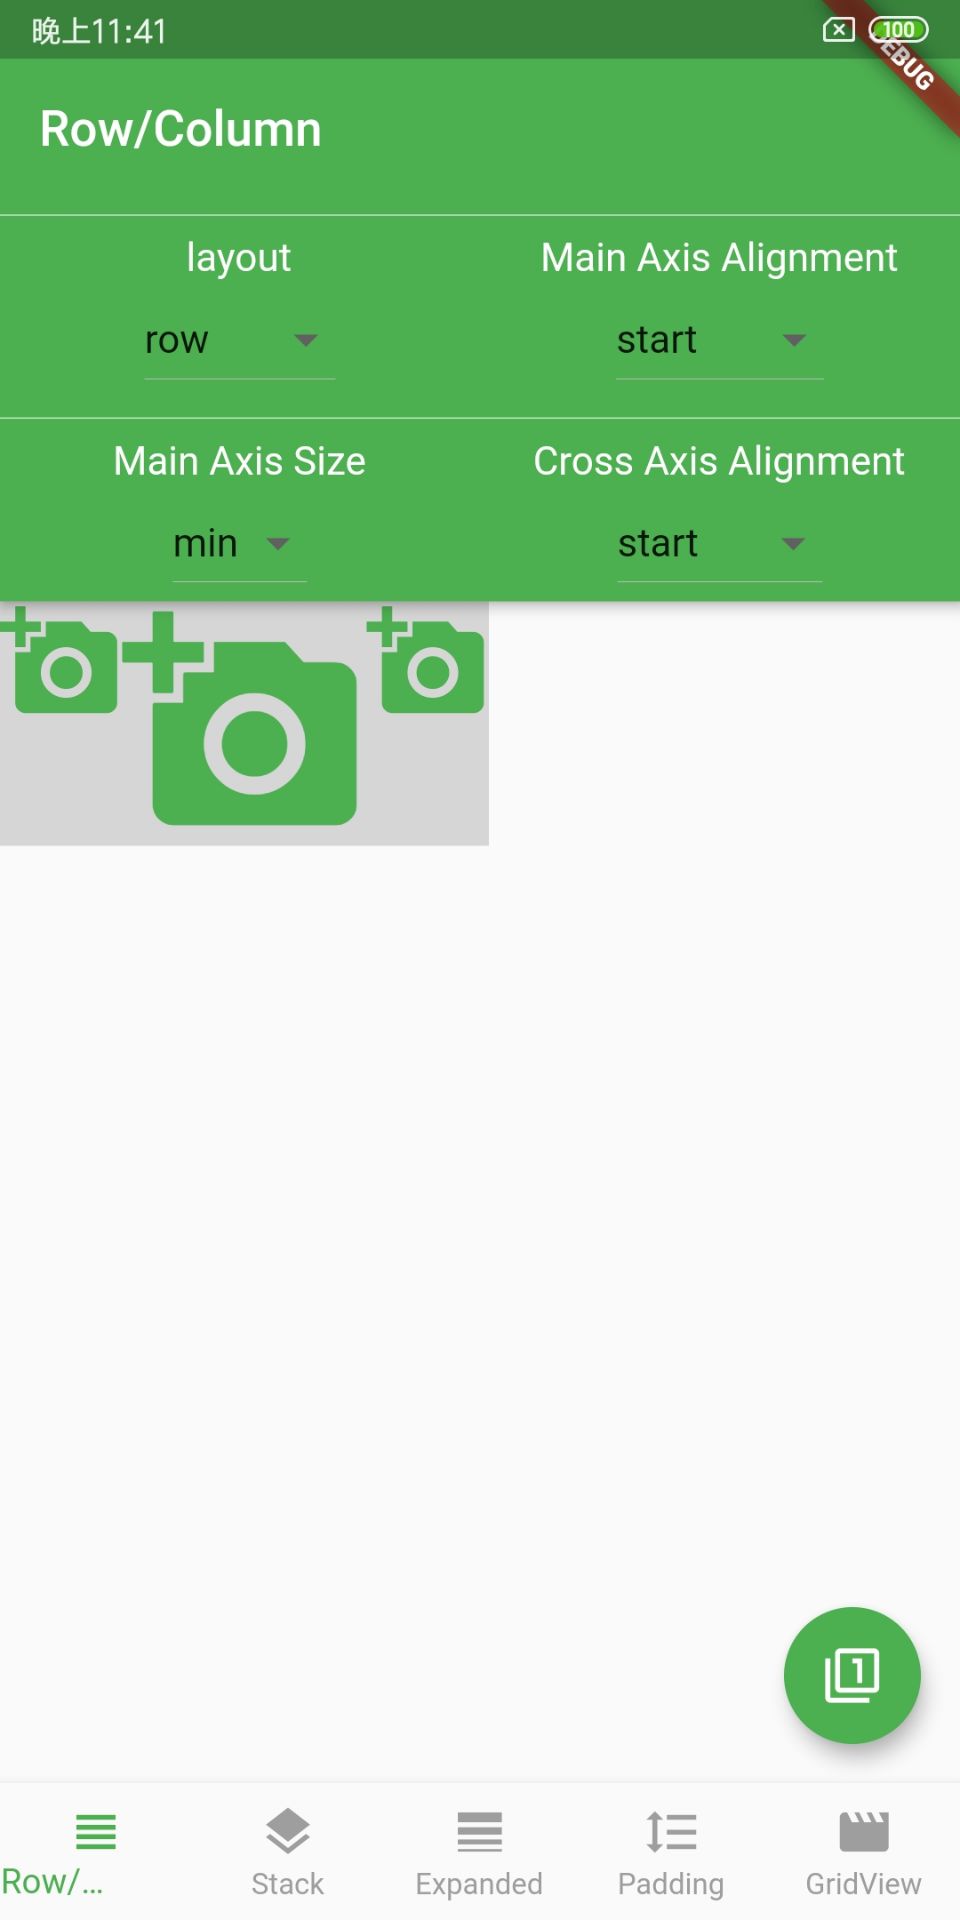 晚上11:41
100
DEBUG
Row/Column
layout
Main Axis Alignment
row
start
Main Axis Size
Cross Axis Alignment
min
start
1
Row/...
Stack
Expanded
Padding
GridView